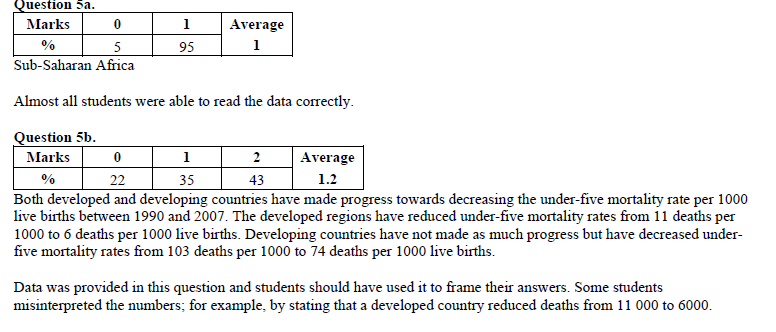 Question 5a.
Marks 0 1 Average
% 5 95 1
Sub-Saharan Africa
Almost all students were able to read the data correctly.
Question 5b.
Marks 0 1 2 Average
% 22 35 43 1.2
Both developed and developing countries have made progress towards decreasing the under-five mortality rate per 1000
live births between 1990 and 2007. The developed regions have reduced under-five mortality rates from 11 deaths per
1000 to 6 deaths per 1000 live births. Developing countries have not made as much progress but have decreased under-
five mortality rates from 103 deaths per 1000 to 74 deaths per 1000 live births.
Data was provided in this question and students should have used it to frame their answers. Some students
misinterpreted the numbers; for example, by stating that a developed country reduced deaths from 11 000 to 6000.